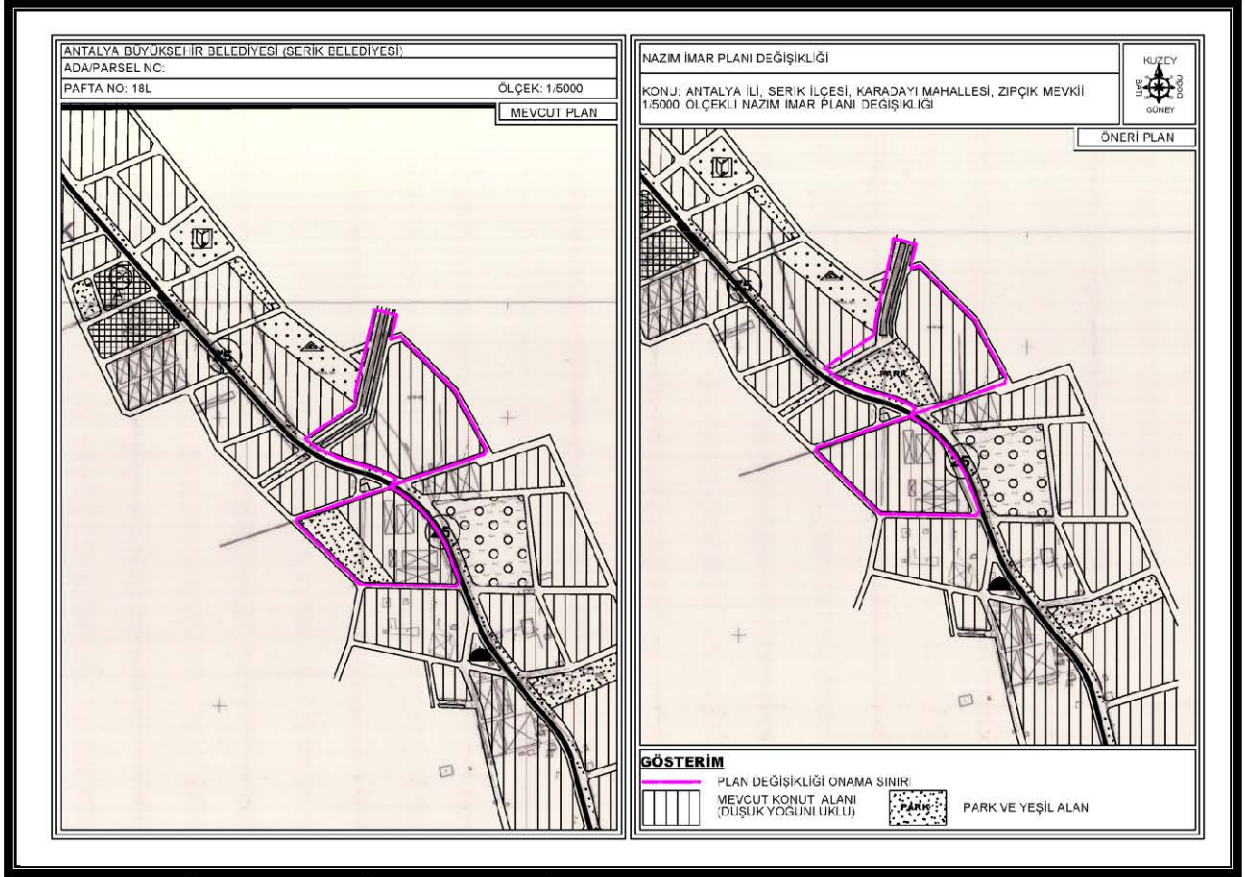 ANTALYA BÜYÜKŞEHİR BELEDİYESİ (SERİK BELEDİYESİ)
ADA/PARSEL NO:
PAFTA NO: 18L
ÖLÇEK: 1/5000
MEVCUT PLAN
25
NAZIM İMAR PLANI DEĞİŞİKLİĞİ
KONU: ANTALYA İLİ, SERİK İLÇESİ, KARADAYI MAHALLESİ, ZIFÇIK MEVKİİ
1/5000 ÖLÇEKLİ NAZIM İMAR PLANI DEĞİŞİKLİĞİ
KUZEY
BATI
DOĞU
GÜNEY
ÖNERİ PLAN
25
PARK
GÖSTERİM
PLAN DEĞİŞİKLİĞİ ONAMA SINIRI
MEVCUT KONUT ALANI
(DÜŞÜK YOĞUNLUKLU)
PARK
PARK VE YEŞİL ALAN